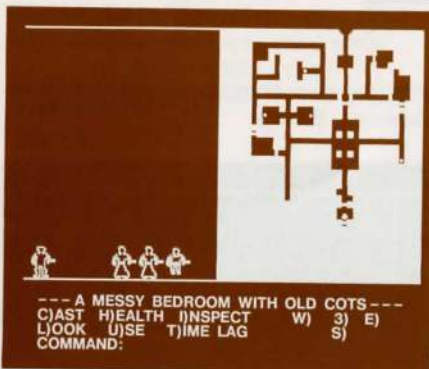 ---A MESSY BEDROOM WITH OLD COTS---
C)AST H)EALTH I)NSPECT W) 3) E)
L)OOK U)SE T)IME LAG S)
COMMAND: